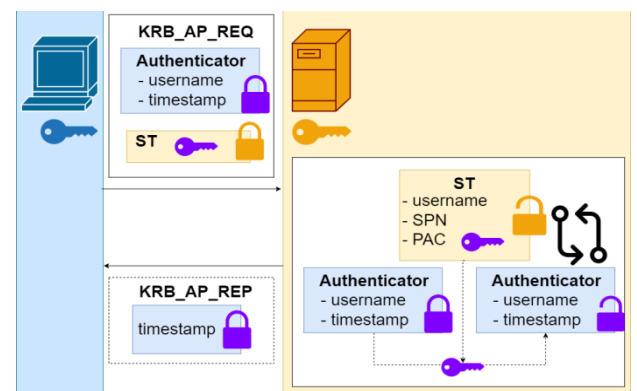 KRB_AP_REQ
Authenticator
- username
- timestamp
ST
ST
- username
- SPN
- PAC
Authenticator
- username
- timestamp
Authenticator
- username
- timestamp
KRB_AP_REP
timestamp